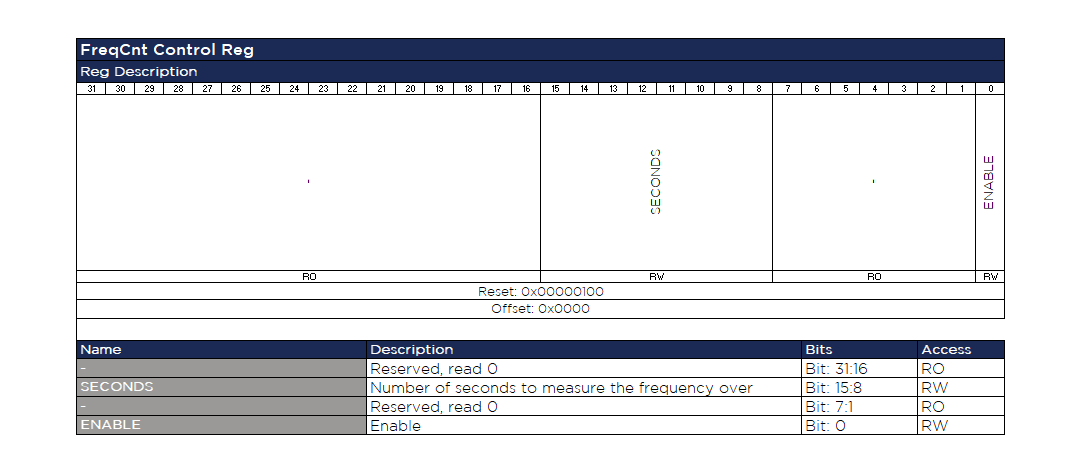 FreqCnt Control Reg
Reg Description
31 30 29 28 27 26 25 24 23 22 21 20 19 18 17 16 15 14 13 12 11 10 9 8 7 6 5 4 3 2 1 0
- SECONDS - ENABLE
RO RW RO RW
Reset: 0x00000100
Offset: 0x0000
Name Description Bits Access
- Reserved, read 0 Bit: 31:16 RO
SECONDS Number of seconds to measure the frequency over Bit: 15:8 RW
- Reserved, read 0 Bit: 7:1 RO
ENABLE Enable Bit: 0 RW